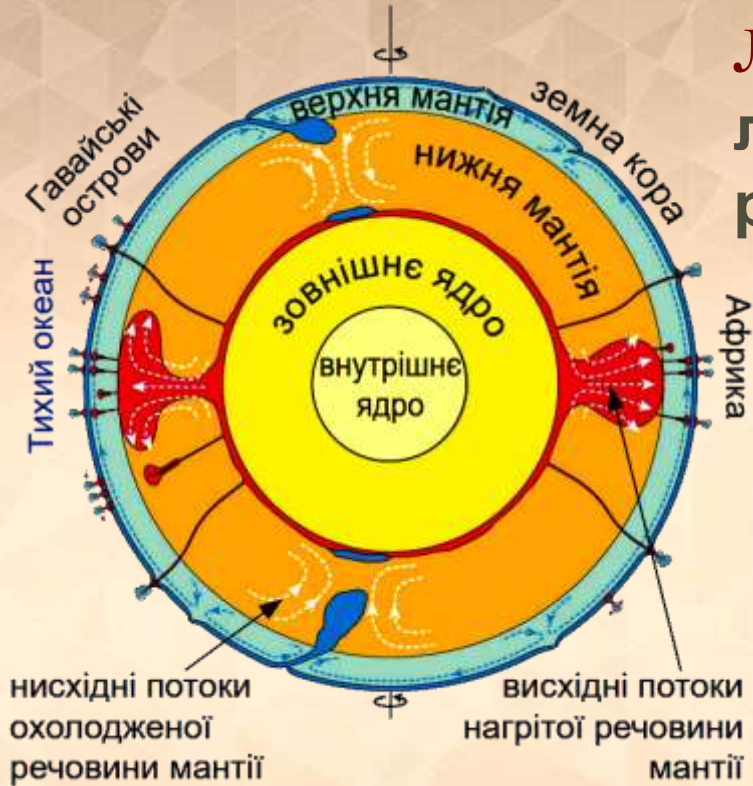 верхня мантія
земна кора
Гавайські
острови
нижня мантія
Тихий океан
зовнішнє ядро
внутрішнє
ядро
Африка
нисхідні потоки
охолодженої
речовини мантії
висхідні потоки
нагрітої речовини
мантії